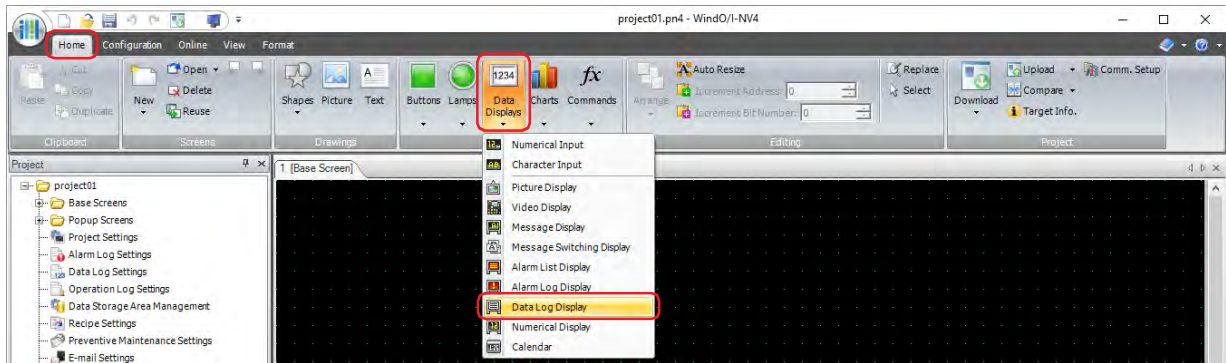 project01.pn4 - WindO/I-NV4
Home Configuration Online View Format
Paste Cut Copy Duplicate
Clipboard
New Open Delete Reuse
Screens
Shapes Picture Text
Drawings
Buttons Lamps Data Displays Charts Commands
1234
fx
Arrange Auto Resize
Increment Address: 0
Increment Bit Number: 0
Replace
Select
Editing
Download Upload Compare Target Info. Comm. Setup
Project
Numerical Input
Character Input
Picture Display
Video Display
Message Display
Message Switching Display
Alarm List Display
Alarm Log Display
Data Log Display
Numerical Display
Calendar
Project
1 [Base Screen]
project01
Base Screens
Popup Screens
Project Settings
Alarm Log Settings
Data Log Settings
Operation Log Settings
Data Storage Area Management
Recipe Settings
Preventive Maintenance Settings
E-mail Settings